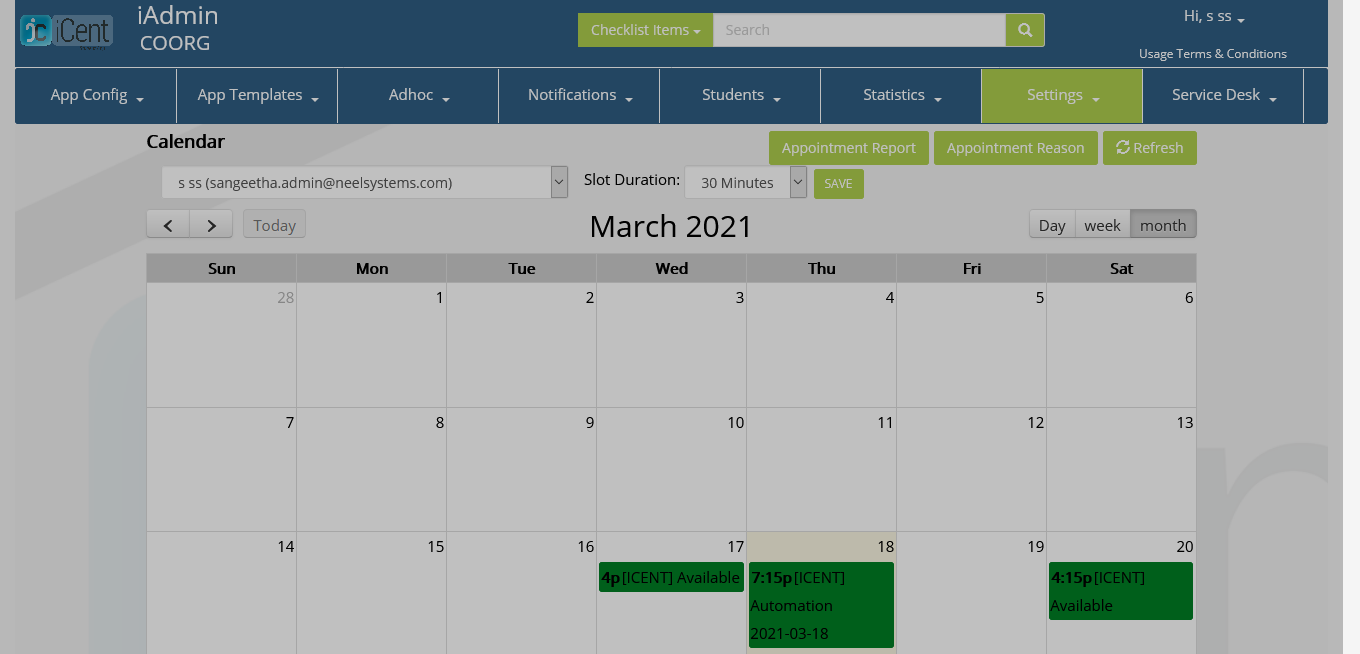 iCent
iAdmin
COORG
Checklist Items
Search
Hi, s ss
Usage Terms & Conditions
App Config
App Templates
Adhoc
Notifications
Students
Statistics
Settings
Service Desk
Calendar
Appointment Report
Appointment Reason
Refresh
s ss (sangeetha.admin@neelsystems.com)
Slot Duration:
30 Minutes
SAVE
Today
March 2021
Day
week
month
Sun Mon Tue Wed Thu Fri Sat
28 1 2 3 4 5 6
7 8 9 10 11 12 13
14 15 16 17 18 19 20
4p [ICENT] Available
7:15p [ICENT]
Automation
2021-03-18
4:15p [ICENT]
Available